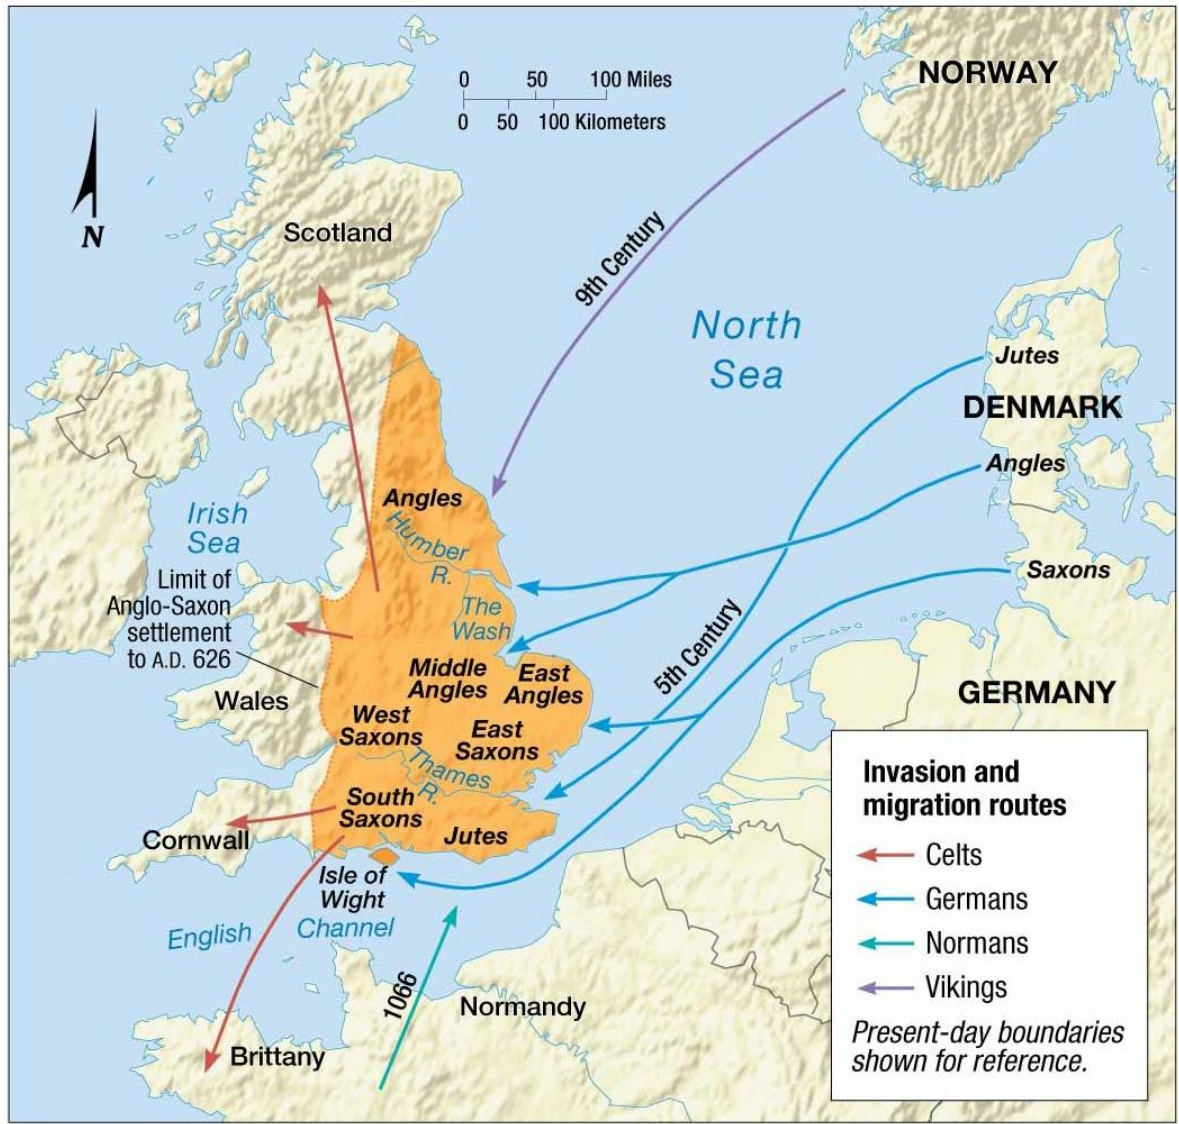 0 50 100 Miles
0 50 100 Kilometers
NORWAY
N
Scotland
9th Century
North
Sea
Jutes
DENMARK
Angles
Saxons
GERMANY
Angles
Humber
R.
Irish
Sea
Limit of
Anglo-Saxon
settlement
to A.D. 626
The
Wash
5th Century
Middle
Angles
East
Angles
Wales
West
Saxons
East
Saxons
Thames
R.
South
Saxons
Jutes
Cornwall
Isle of
Wight
English Channel
1066
Normandy
Brittany
Invasion and
migration routes
Celts
Germans
Normans
Vikings
Present-day boundaries
shown for reference.